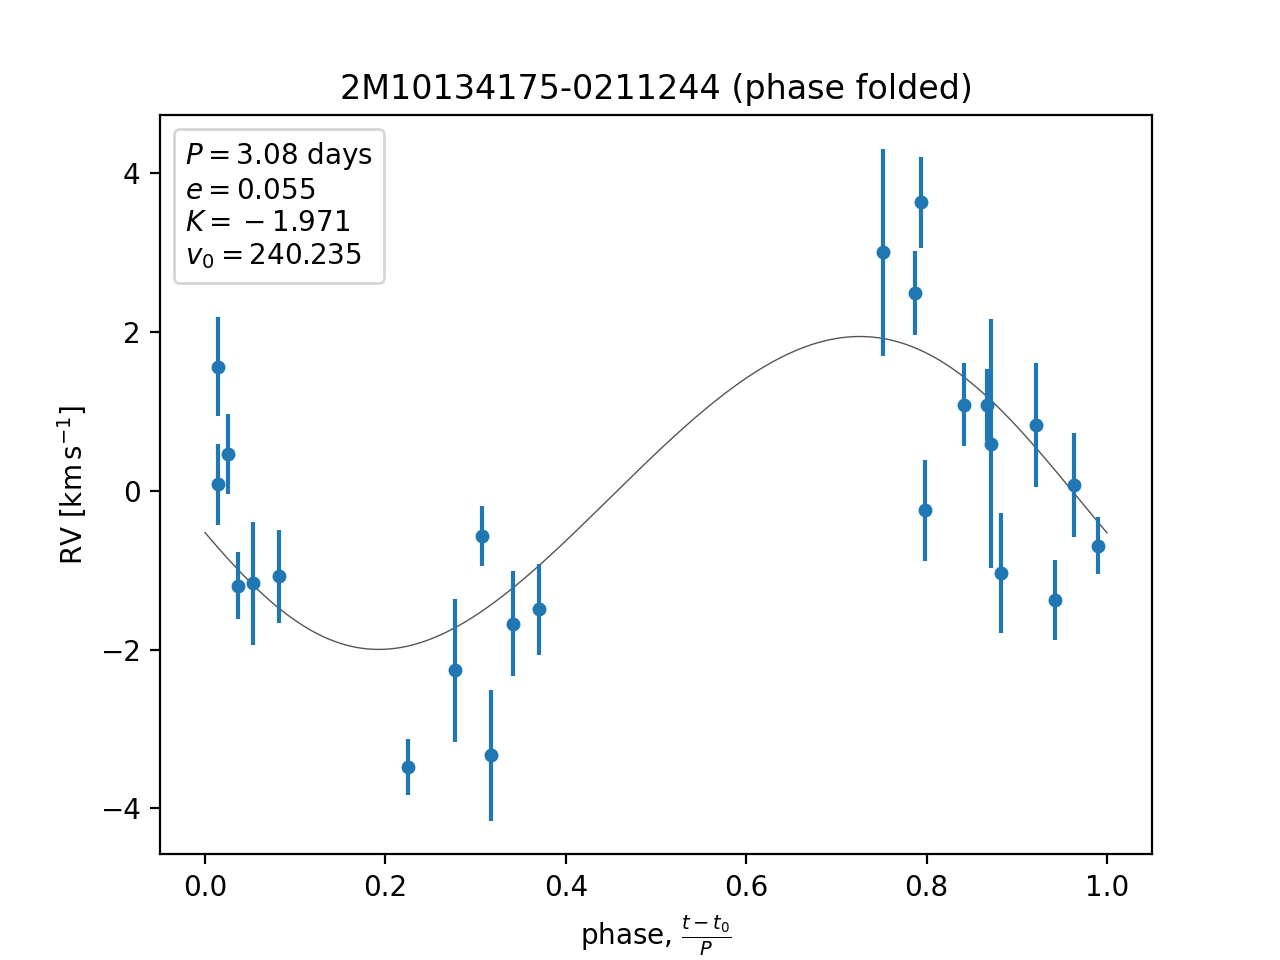 2M10134175-0211244 (phase folded)
P = 3.08 days
e = 0.055
K = − 1.971
v₀ = 240.235
RV [km s⁻¹]
4
2
0
−2
−4
0.0 0.2 0.4 0.6 0.8 1.0
phase, (t − t₀)/P